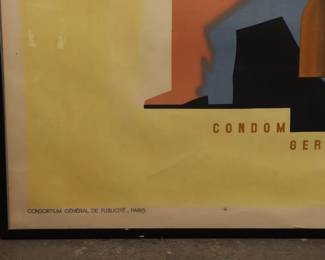 CONDOM
GER
CONSORTIUM GÉNÉRAL DE PUBLICITÉ, PARIS